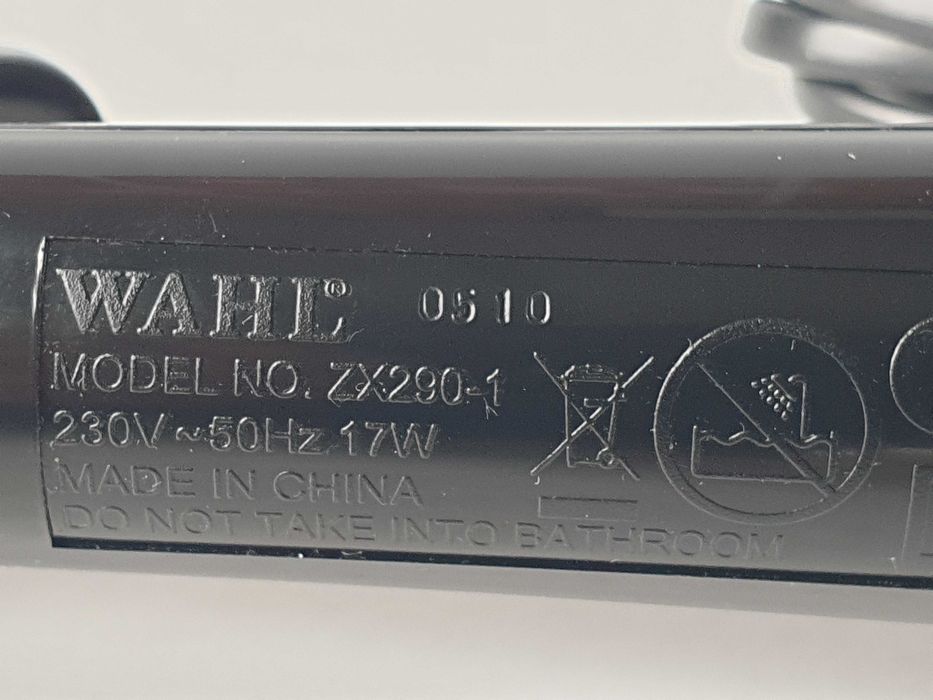 WAHL® 0510
MODEL NO. ZX290-1
230V ~ 50Hz 17W
MADE IN CHINA
DO NOT TAKE INTO BATHROOM